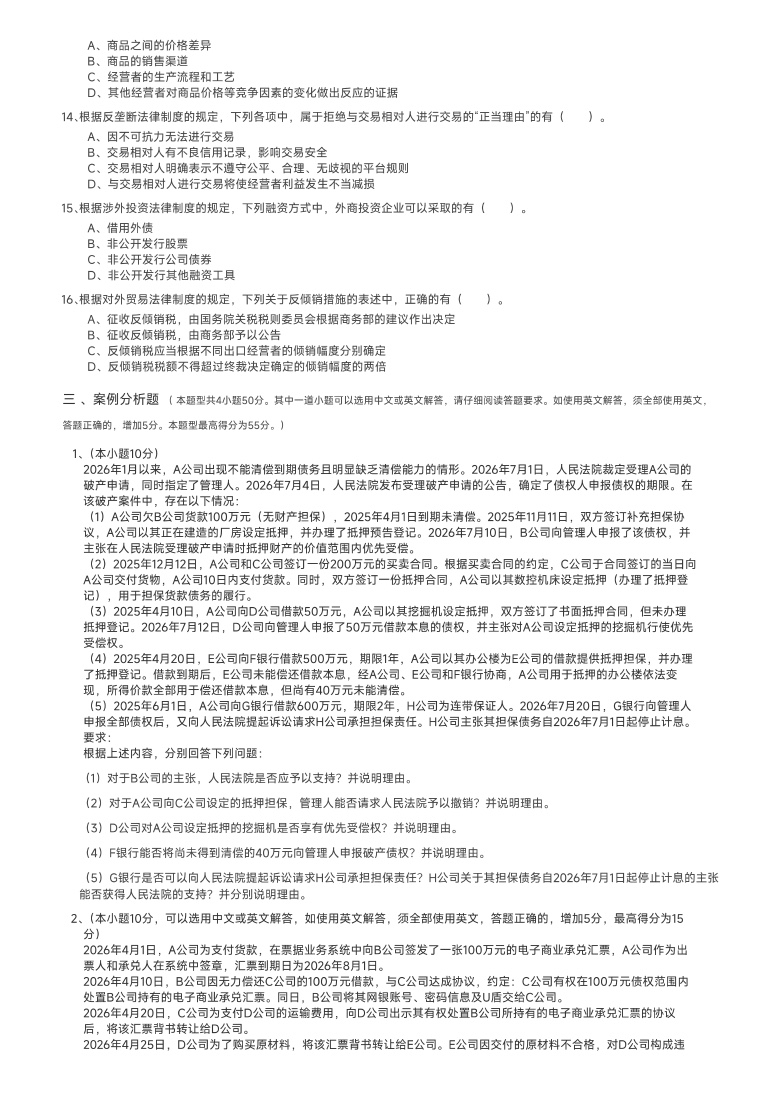 A、商品之间的价格差异
B、商品的销售渠道
C、经营者的生产流程和工艺
D、其他经营者对商品价格等竞争因素的变化做出反应的证据
14、根据反垄断法律制度的规定，下列各项中，属于拒绝与交易相对人进行交易的“正当理由”的有（　　）。
A、因不可抗力无法进行交易
B、交易相对人有不良信用记录，影响交易安全
C、交易相对人明确表示不遵守公平、合理、无歧视的平台规则
D、与交易相对人进行交易将使经营者利益发生不当减损
15、根据涉外投资法律制度的规定，下列融资方式中，外商投资企业可以采取的有（　　）。
A、借用外债
B、非公开发行股票
C、非公开发行公司债券
D、非公开发行其他融资工具
16、根据对外贸易法律制度的规定，下列关于反倾销措施的表述中，正确的有（　　）。
A、征收反倾销税，由国务院关税税则委员会根据商务部的建议作出决定
B、征收反倾销税，由商务部予以公告
C、反倾销税应当根据不同出口经营者的倾销幅度分别确定
D、反倾销税税额不得超过终裁决定确定的倾销幅度的两倍
三 、案例分析题 （ 本题型共4小题50分。其中一道小题可以选用中文或英文解答，请仔细阅读答题要求。如使用英文解答，须全部使用英文，
答题正确的，增加5分。本题型最高得分为55分。）
1、（本小题10分）
2026年1月以来，A公司出现不能清偿到期债务且明显缺乏清偿能力的情形。2026年7月1日，人民法院裁定受理A公司的
破产申请，同时指定了管理人。2026年7月4日，人民法院发布受理破产申请的公告，确定了债权人申报债权的期限。在
该破产案件中，存在以下情况：
（1）A公司欠B公司货款100万元（无财产担保），2025年4月1日到期未清偿。2025年11月11日，双方签订补充担保协
议，A公司以其正在建造的厂房设定抵押，并办理了抵押预告登记。2026年7月10日，B公司向管理人申报了该债权，并
主张在人民法院受理破产申请时抵押财产的价值范围内优先受偿。
（2）2025年12月12日，A公司和C公司签订一份200万元的买卖合同。根据买卖合同的约定，C公司于合同签订的当日向
A公司交付货物，A公司10日内支付货款。同时，双方签订一份抵押合同，A公司以其数控机床设定抵押（办理了抵押登
记），用于担保货款债务的履行。
（3）2025年4月10日，A公司向D公司借款50万元，A公司以其挖掘机设定抵押，双方签订了书面抵押合同，但未办理
抵押登记。2026年7月12日，D公司向管理人申报了50万元借款本息的债权，并主张对A公司设定抵押的挖掘机行使优先
受偿权。
（4）2025年4月20日，E公司向F银行借款500万元，期限1年，A公司以其办公楼为E公司的借款提供抵押担保，并办理
了抵押登记。借款到期后，E公司未能偿还借款本息，经A公司、E公司和F银行协商，A公司用于抵押的办公楼依法变
现，所得价款全部用于偿还借款本息，但尚有40万元未能清偿。
（5）2025年6月1日，A公司向G银行借款600万元，期限2年，H公司为连带保证人。2026年7月20日，G银行向管理人
申报全部债权后，又向人民法院提起诉讼请求H公司承担担保责任。H公司主张其担保债务自2026年7月1日起停止计息。
要求：
根据上述内容，分别回答下列问题：
（1）对于B公司的主张，人民法院是否应予以支持？并说明理由。
（2）对于A公司向C公司设定的抵押担保，管理人能否请求人民法院予以撤销？并说明理由。
（3）D公司对A公司设定抵押的挖掘机是否享有优先受偿权？并说明理由。
（4）F银行能否将尚未得到清偿的40万元向管理人申报破产债权？并说明理由。
（5）G银行是否可以向人民法院提起诉讼请求H公司承担担保责任？H公司关于其担保债务自2026年7月1日起停止计息的主张
能否获得人民法院的支持？并分别说明理由。
2、（本小题10分，可以选用中文或英文解答，如使用英文解答，须全部使用英文，答题正确的，增加5分，最高得分为15
分）
2026年4月1日，A公司为支付货款，在票据业务系统中向B公司签发了一张100万元的电子商业承兑汇票，A公司作为出
票人和承兑人在系统中签章，汇票到期日为2026年8月1日。
2026年4月10日，B公司因无力偿还C公司的100万元借款，与C公司达成协议，约定：C公司有权在100万元债权范围内
处置B公司持有的电子商业承兑汇票。同日，B公司将其网银账号、密码信息及U盾交给C公司。
2026年4月20日，C公司为支付D公司的运输费用，向D公司出示其有权处置B公司所持有的电子商业承兑汇票的协议
后，将该汇票背书转让给D公司。
2026年4月25日，D公司为了购买原材料，将该汇票背书转让给E公司。E公司因交付的原材料不合格，对D公司构成违